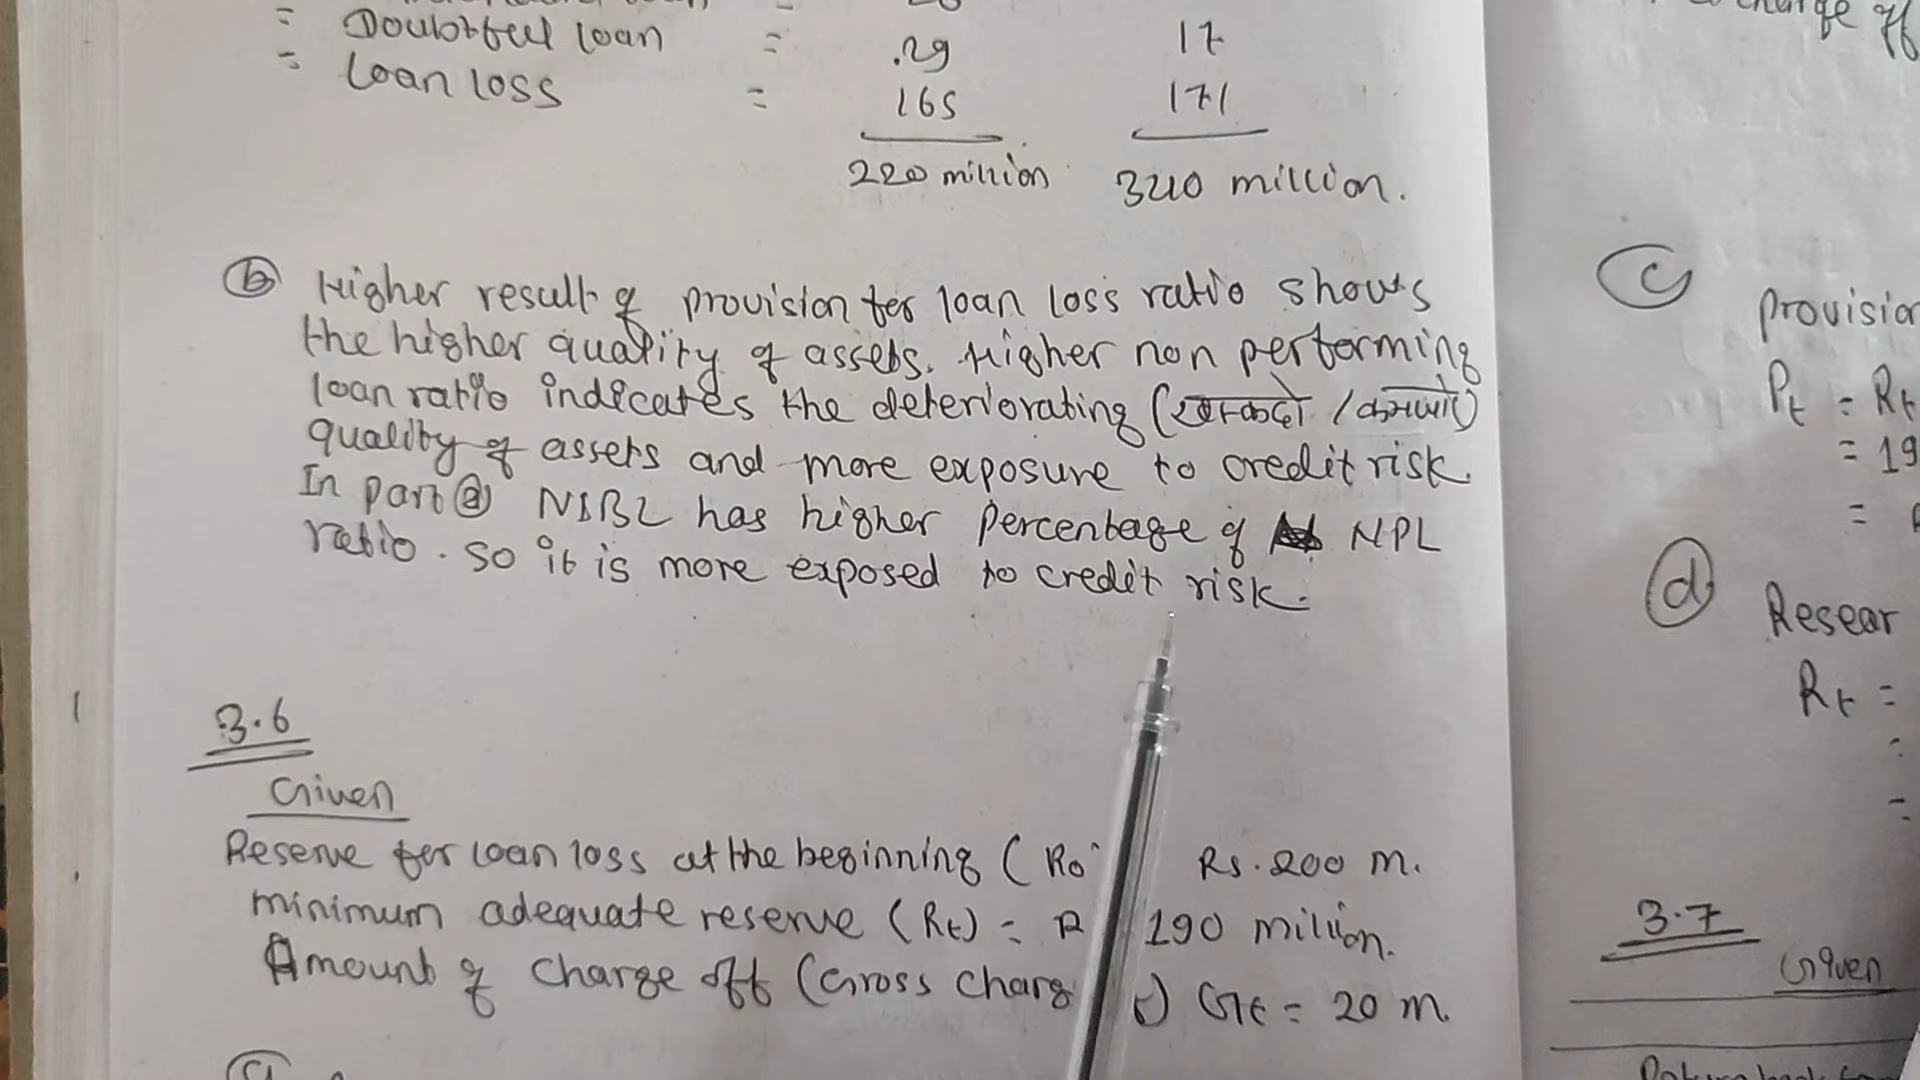 = Doubtful loan = .29 17
= loan loss = 165 171
220 million 340 million.
(b) Higher result of provision for loan loss ratio shows
the higher quality of assets. Higher non performing
loan ratio indicates the deteriorating (
quality of assets and more exposure to credit risk.
In part (a) NIBL has higher percentage of NPL
ratio. so it is more exposed to credit risk.
3.6
Given
Reserve for loan loss at the beginning (Ro Rs. 200 m.
minimum adequate reserve (Rt) = R 190 million.
Amount of charge off (Gross charg t) GCt = 20 m.
charge off
(c)
provision
Pt = Rt
= 19
=
(d) Resear
Rt =
3.7
Given